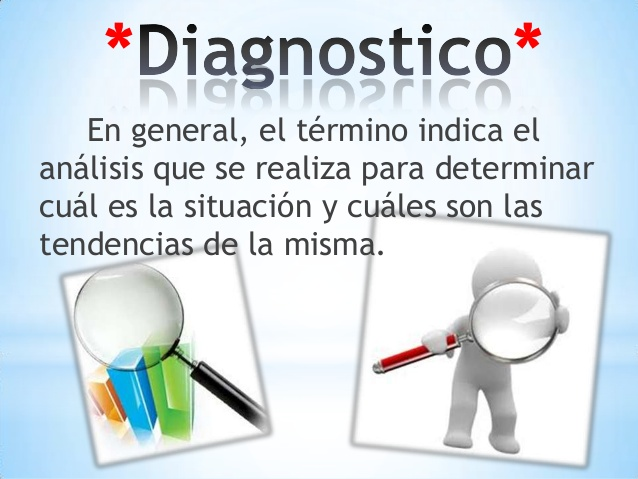 *Diagnostico*
En general, el término indica el
análisis que se realiza para determinar
cuál es la situación y cuáles son las
tendencias de la misma.